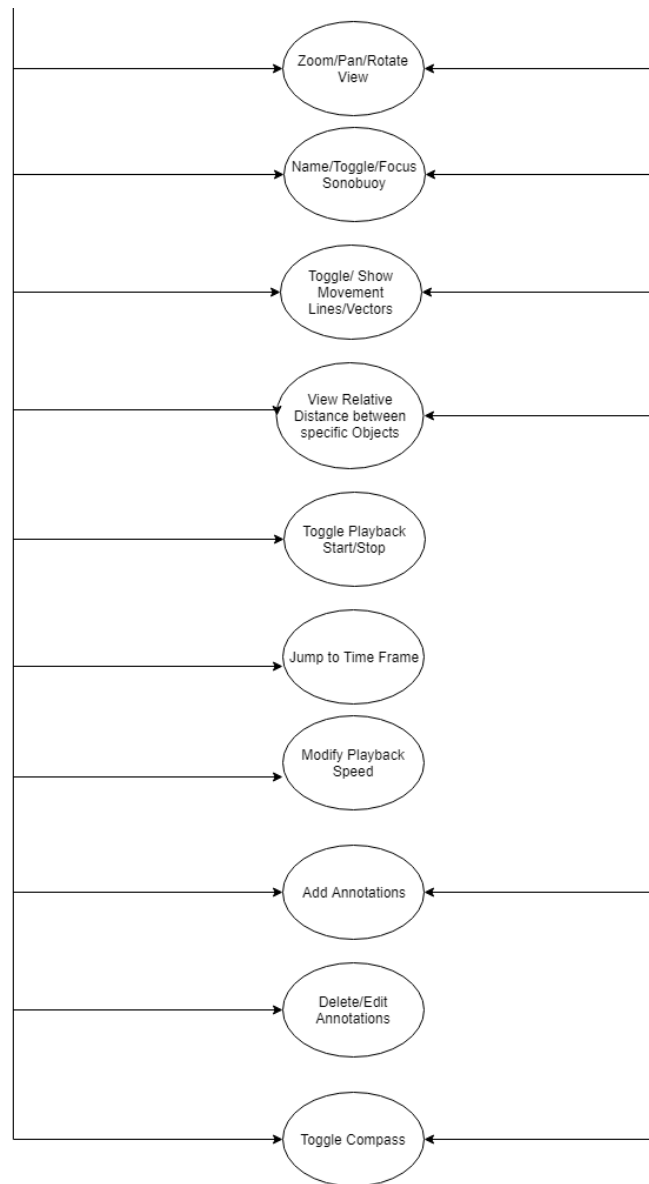 Zoom/Pan/Rotate
View
Name/Toggle/Focus
Sonobuoy
Toggle/ Show
Movement
Lines/Vectors
View Relative
Distance between
specific Objects
Toggle Playback
Start/Stop
Jump to Time Frame
Modify Playback
Speed
Add Annotations
Delete/Edit
Annotations
Toggle Compass